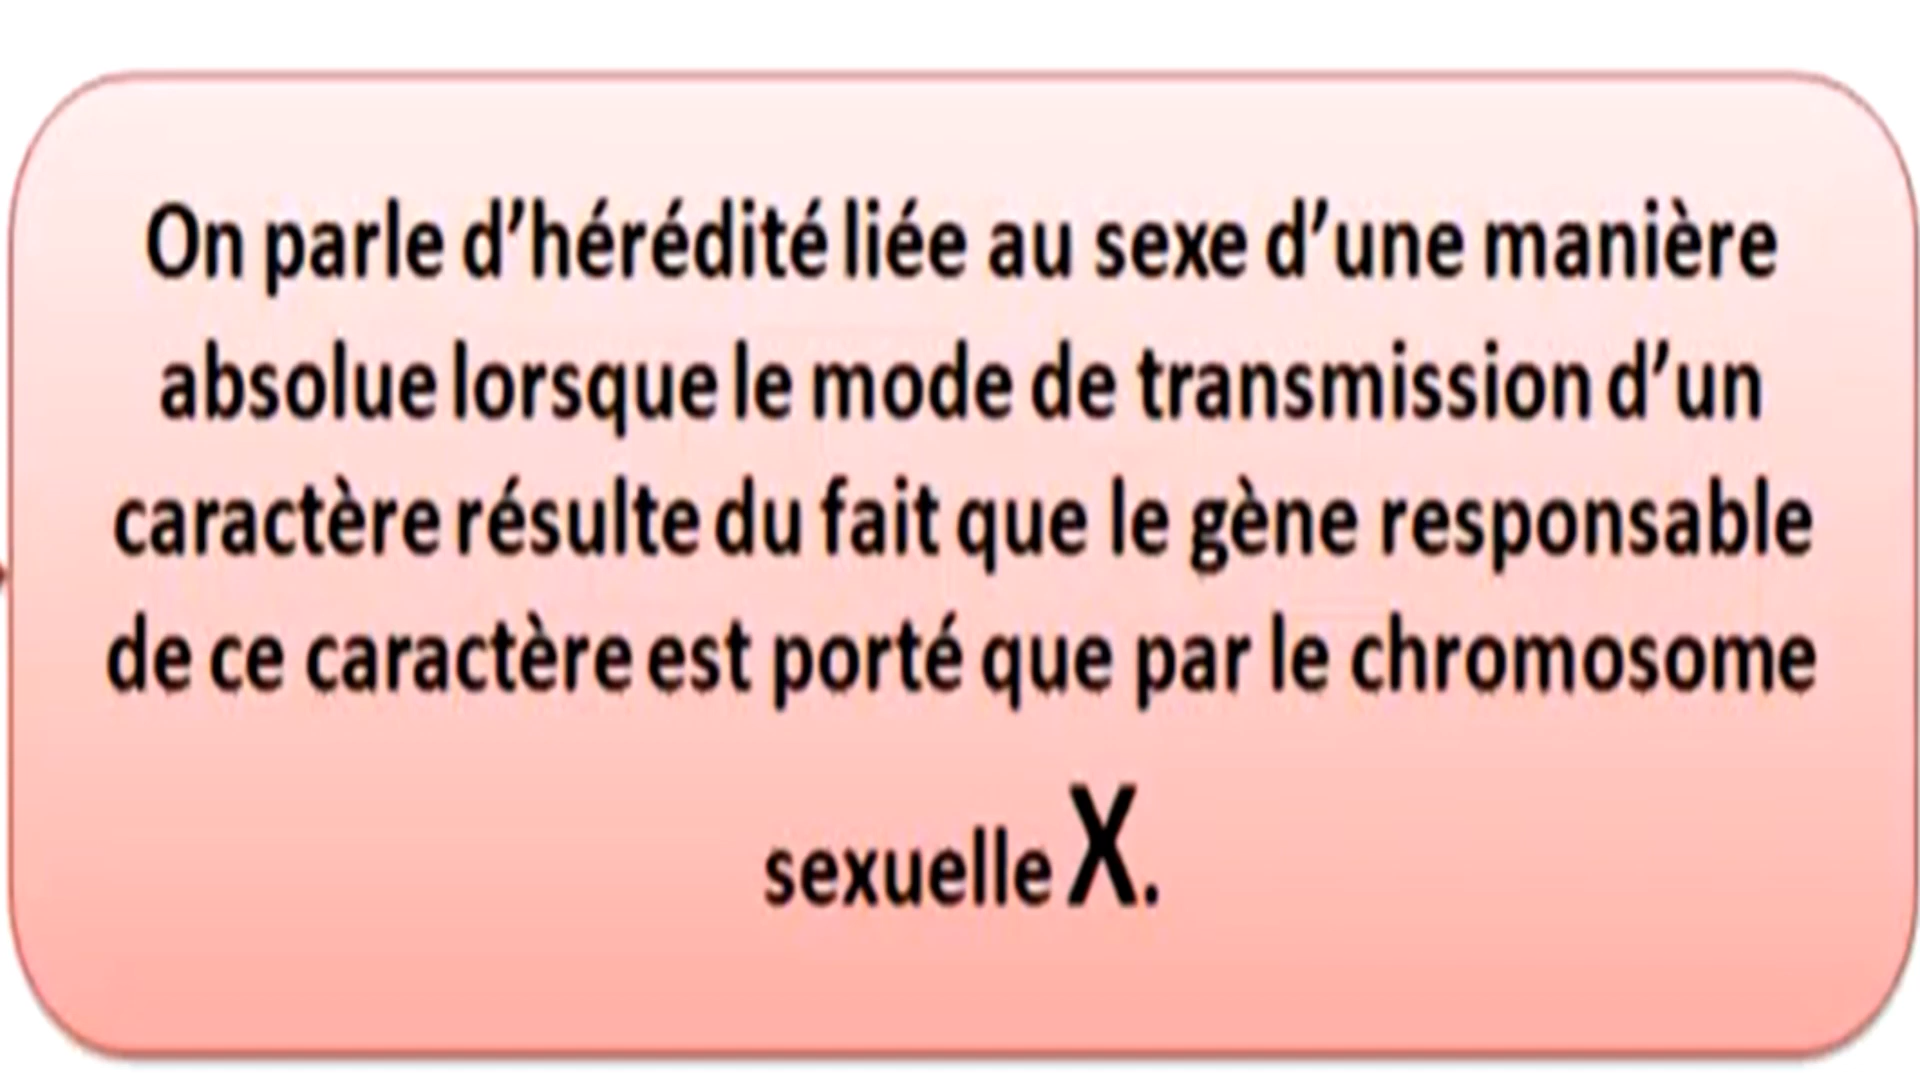 On parle d’hérédité liée au sexe d’une manière
absolue lorsque le mode de transmission d’un
caractère résulte du fait que le gène responsable
de ce caractère est porté que par le chromosome
sexuelle X.